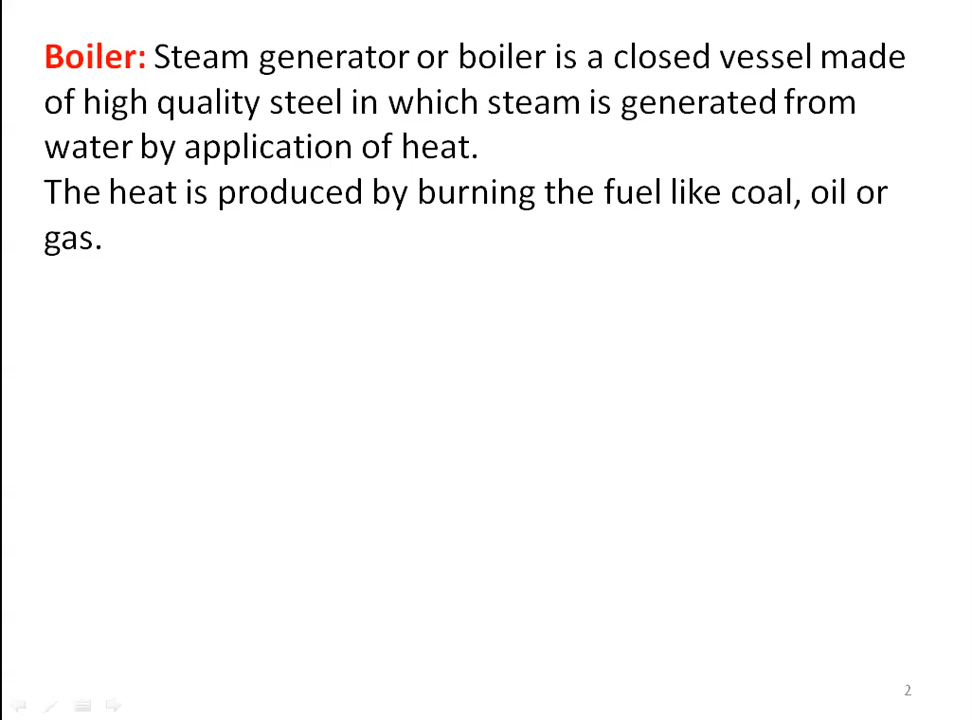 Boiler: Steam generator or boiler is a closed vessel made
of high quality steel in which steam is generated from
water by application of heat.
The heat is produced by burning the fuel like coal, oil or
gas.
2